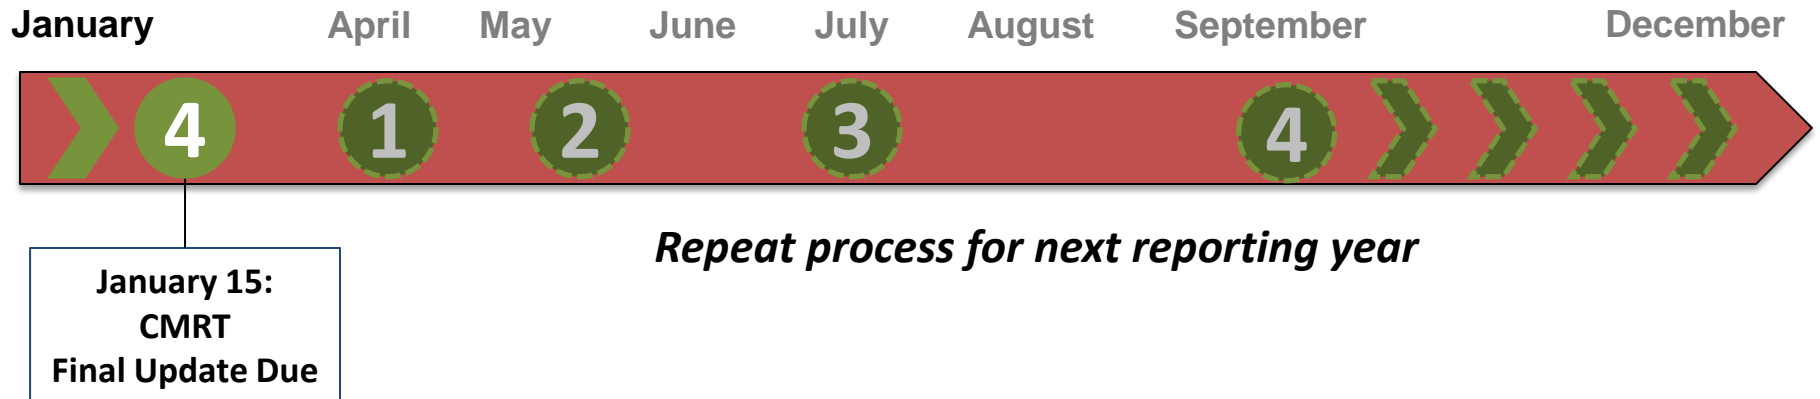 January April May June July August September December
4 1 2 3 4
Repeat process for next reporting year
January 15:
CMRT
Final Update Due